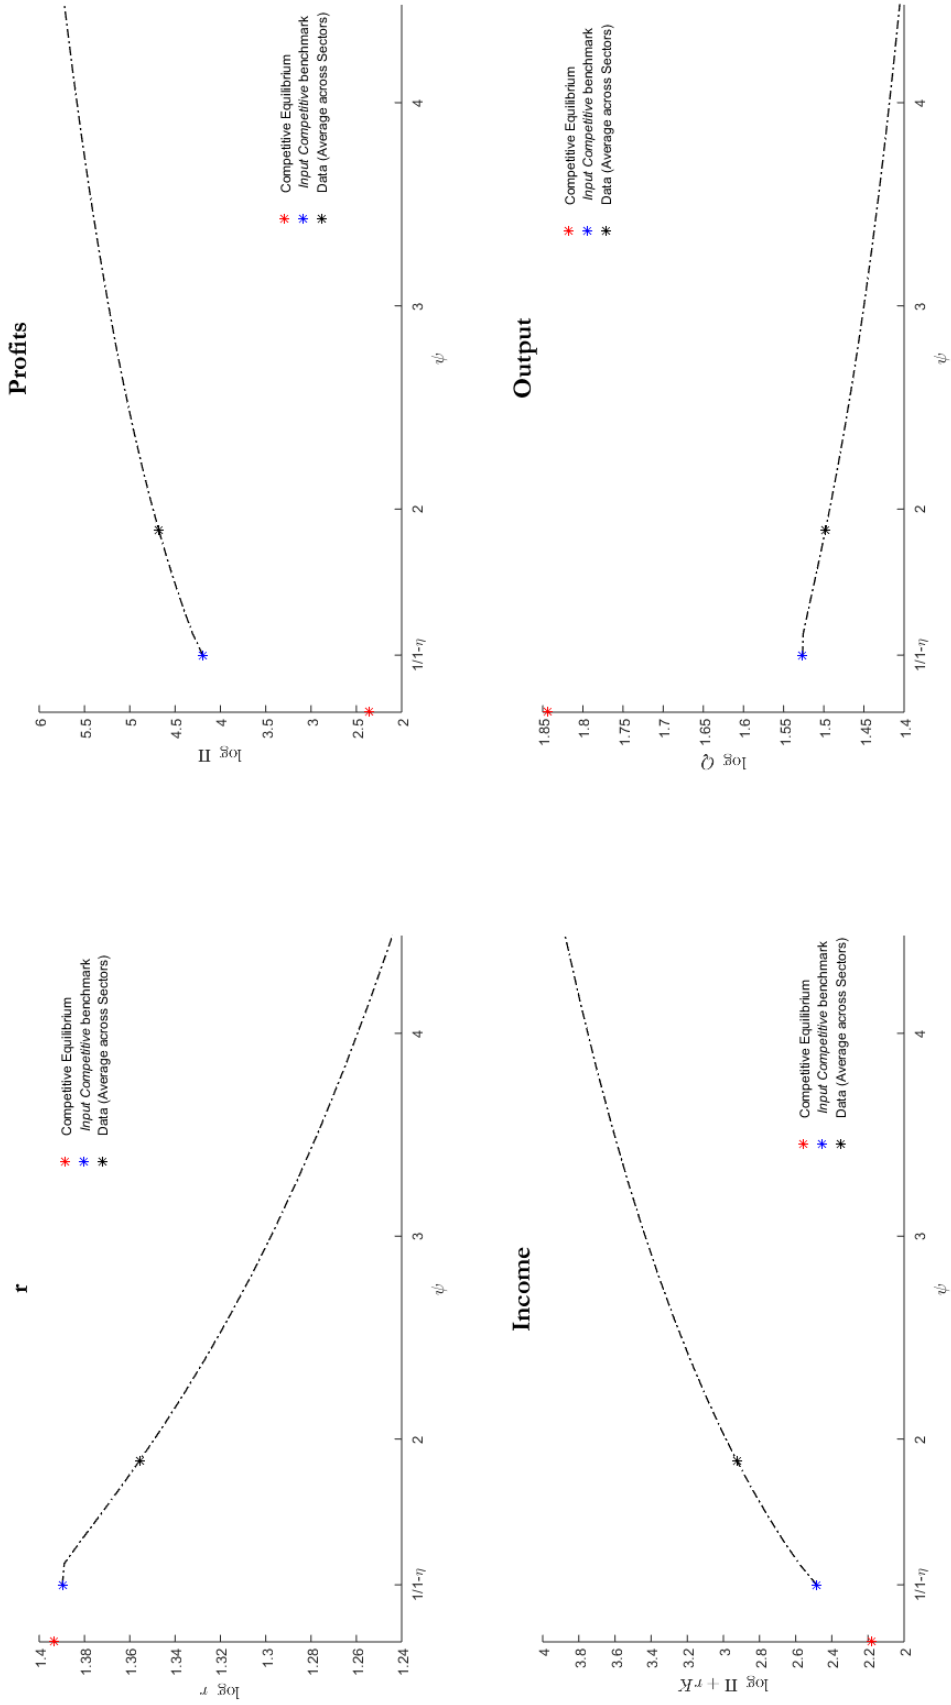 r
log r
1.4
1.38
1.36
1.34
1.32
1.3
1.28
1.26
1.24
1/1-η
2
3
4
ψ
Competitive Equilibrium
Input Competitive benchmark
Data (Average across Sectors)
Profits
log Π
6
5.5
5
4.5
4
3.5
3
2.5
2
1/1-η
2
3
4
ψ
Competitive Equilibrium
Input Competitive benchmark
Data (Average across Sectors)
Income
log Π + rK
4
3.8
3.6
3.4
3.2
3
2.8
2.6
2.4
2.2
2
1/1-η
2
3
4
ψ
Competitive Equilibrium
Input Competitive benchmark
Data (Average across Sectors)
Output
log Q
1.85
1.8
1.75
1.7
1.65
1.6
1.55
1.5
1.45
1.4
1/1-η
2
3
4
ψ
Competitive Equilibrium
Input Competitive benchmark
Data (Average across Sectors)